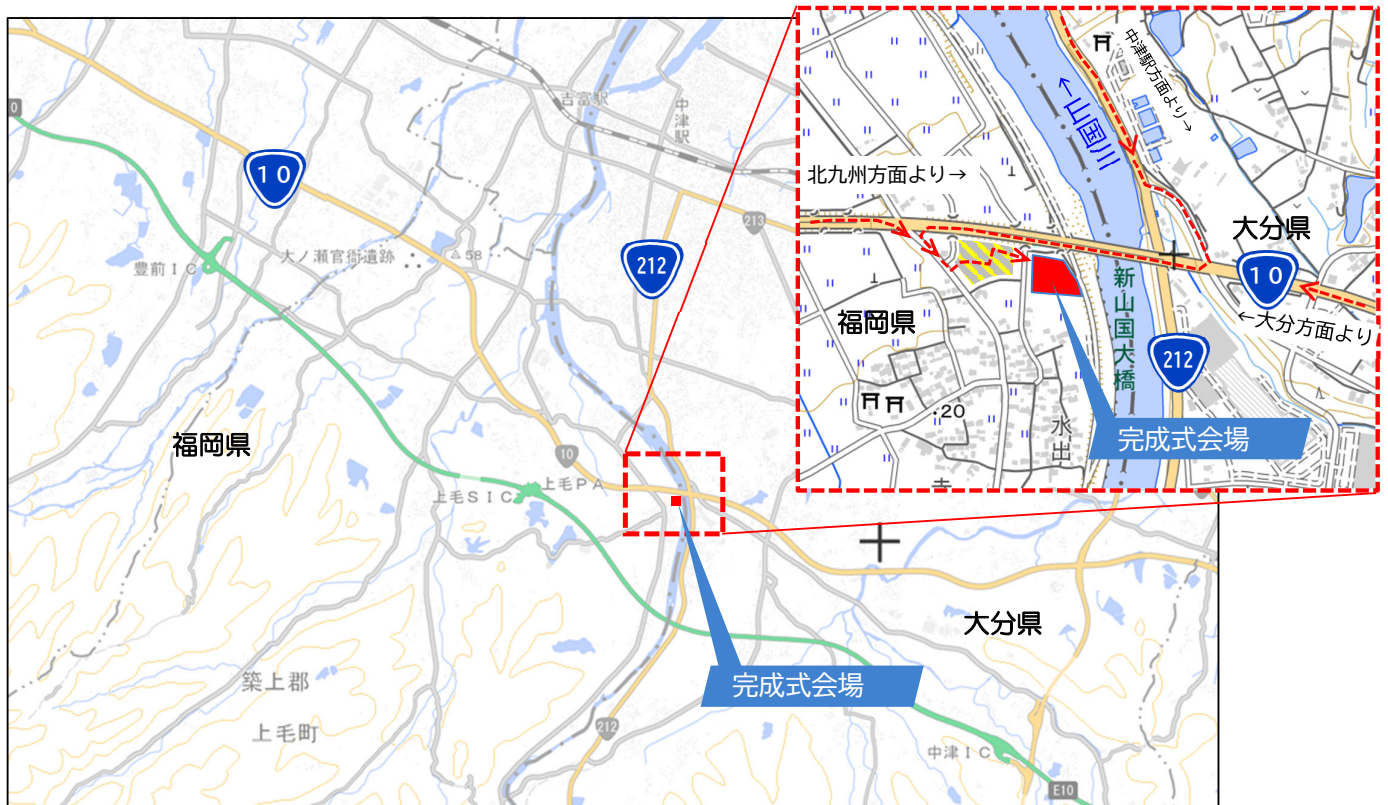 吉富駅
中津駅
10
213
大ノ瀬官衙遺跡
58
豊前IC
212
福岡県
10
上毛SIC
上毛PA
大分県
完成式会場
築上郡
上毛町
212
中津IC
E10
中津駅方面より→
←山国川
北九州方面より→
大分県
10
←大分方面より
新山国大橋
212
福岡県
20
水出
完成式会場